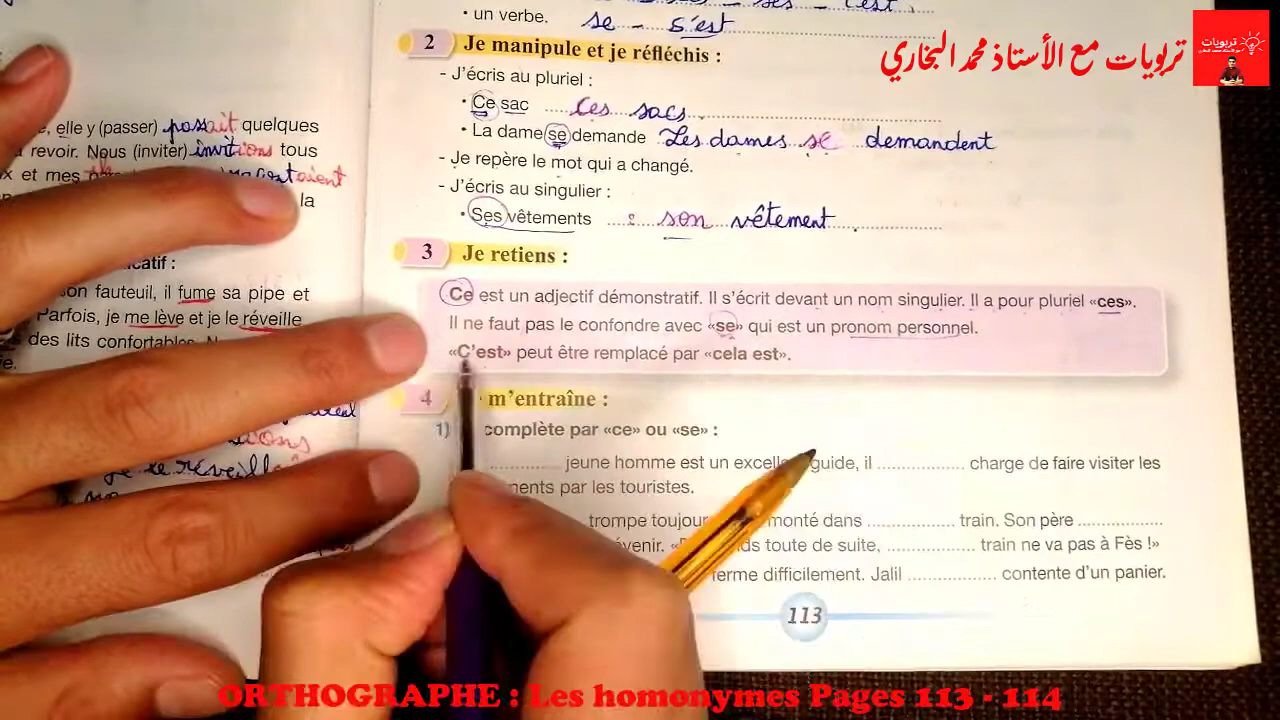 تربويات مع الأستاذ محمد البخاري
تربويات
• un verbe. se - s'est
2 Je manipule et je réfléchis :
- J'écris au pluriel :
• Ce sac ces sacs.
• La dame se demande Les dames se demandent
- Je repère le mot qui a changé.
- J'écris au singulier :
• Ses vêtements : son vêtement.
3 Je retiens :
Ce est un adjectif démonstratif. Il s'écrit devant un nom singulier. Il a pour pluriel «ces».
Il ne faut pas le confondre avec «se» qui est un pronom personnel.
«C'est» peut être remplacé par «cela est».
4 m'entraîne :
1) complète par «ce» ou «se» :
jeune homme est un guide, il charge de faire visiter les
par les touristes.
trompe monté dans train. Son père
toute de suite, train ne va pas à Fès !»
ferme difficilement. Jalil contente d'un panier.
113
elle y (passer) passait quelques
revoir. Nous (inviter) invitions tous
et mes
la
son fauteuil, il fume sa pipe et
Parfois, je me lève et je le réveille
des lits
ORTHOGRAPHE : Les homonymes Pages 113 - 114